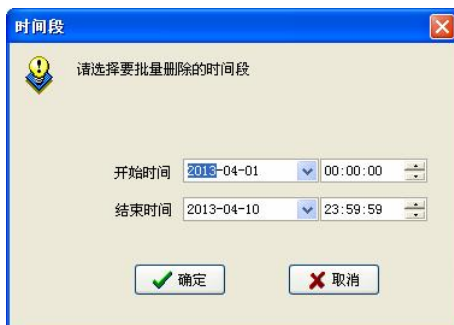 时间段
请选择要批量删除的时间段
开始时间 2013-04-01 00:00:00
结束时间 2013-04-10 23:59:59
确定 取消